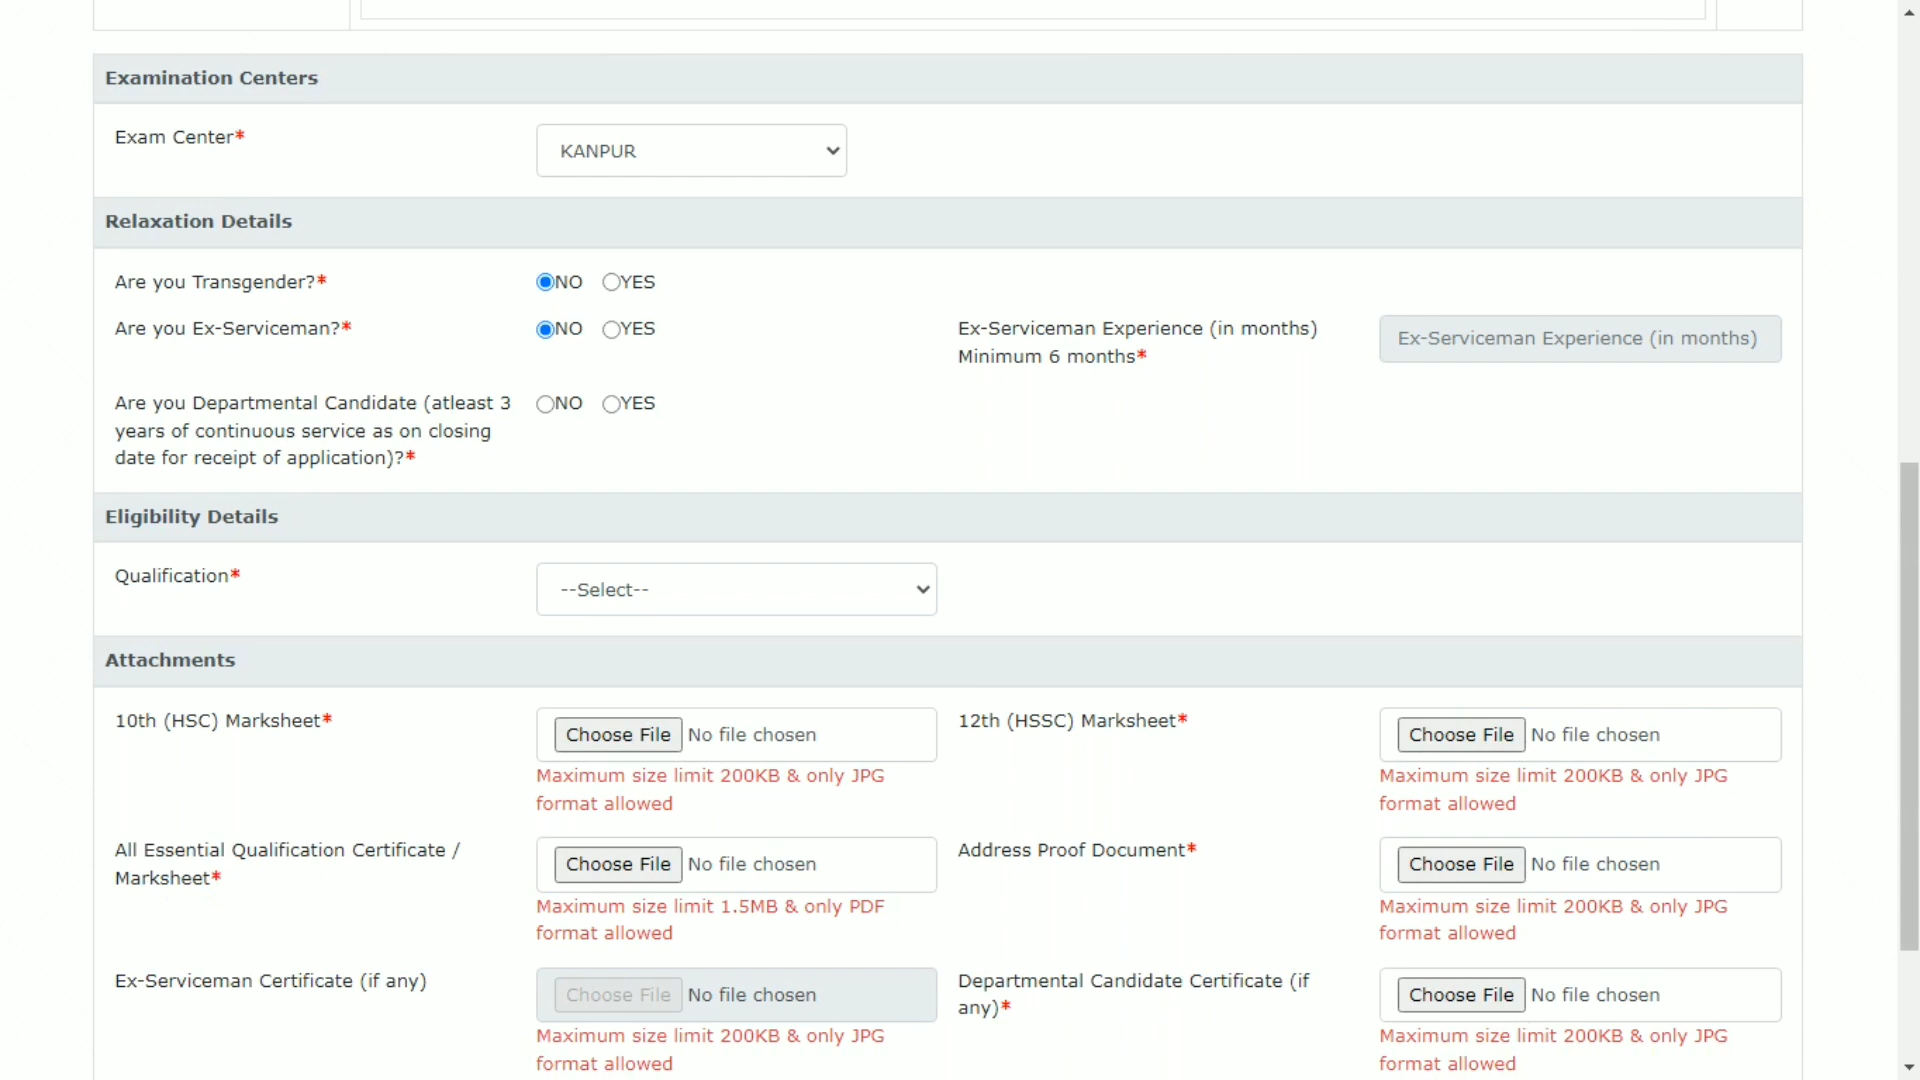 Examination Centers
Exam Center*
KANPUR
Relaxation Details
Are you Transgender?*
NO YES
Are you Ex-Serviceman?*
NO YES
Ex-Serviceman Experience (in months)
Minimum 6 months*
Ex-Serviceman Experience (in months)
Are you Departmental Candidate (atleast 3
years of continuous service as on closing
date for receipt of application)?*
NO YES
Eligibility Details
Qualification*
--Select--
Attachments
10th (HSC) Marksheet*
Choose File No file chosen
Maximum size limit 200KB & only JPG
format allowed
12th (HSSC) Marksheet*
Choose File No file chosen
Maximum size limit 200KB & only JPG
format allowed
All Essential Qualification Certificate /
Marksheet*
Choose File No file chosen
Maximum size limit 1.5MB & only PDF
format allowed
Address Proof Document*
Choose File No file chosen
Maximum size limit 200KB & only JPG
format allowed
Ex-Serviceman Certificate (if any)
Choose File No file chosen
Maximum size limit 200KB & only JPG
format allowed
Departmental Candidate Certificate (if
any)*
Choose File No file chosen
Maximum size limit 200KB & only JPG
format allowed